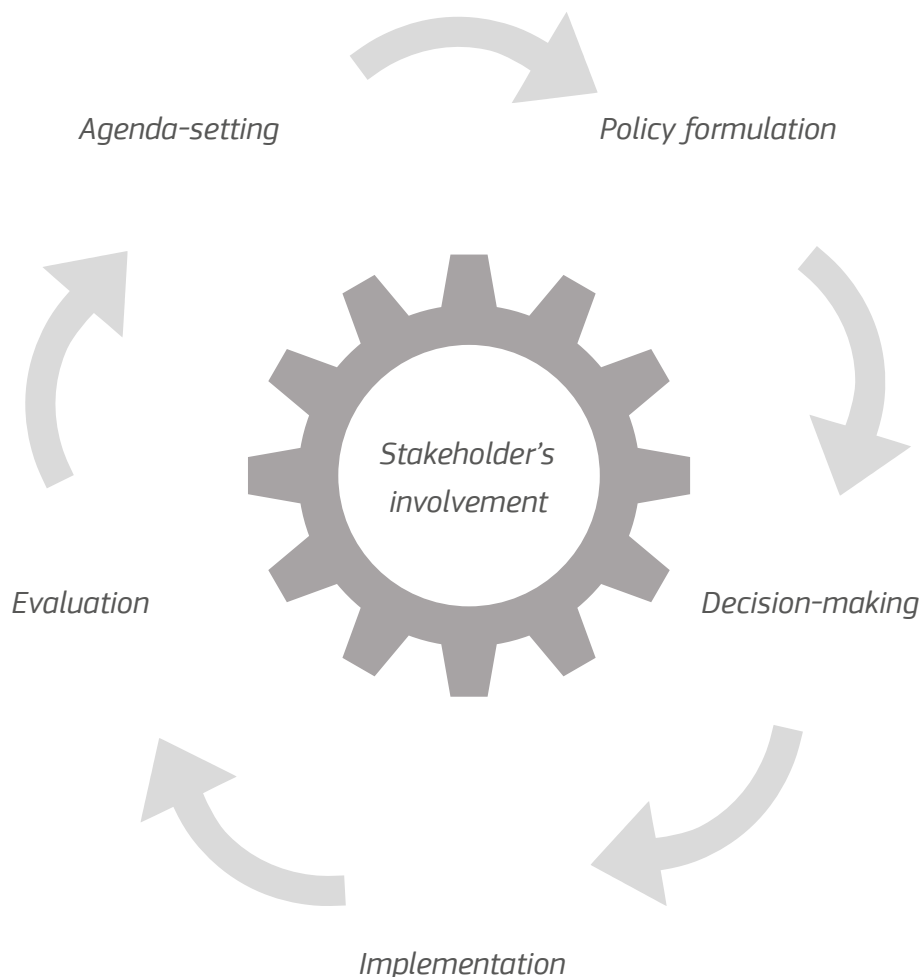 Agenda-setting
Policy formulation
Stakeholder’s
involvement
Evaluation
Decision-making
Implementation